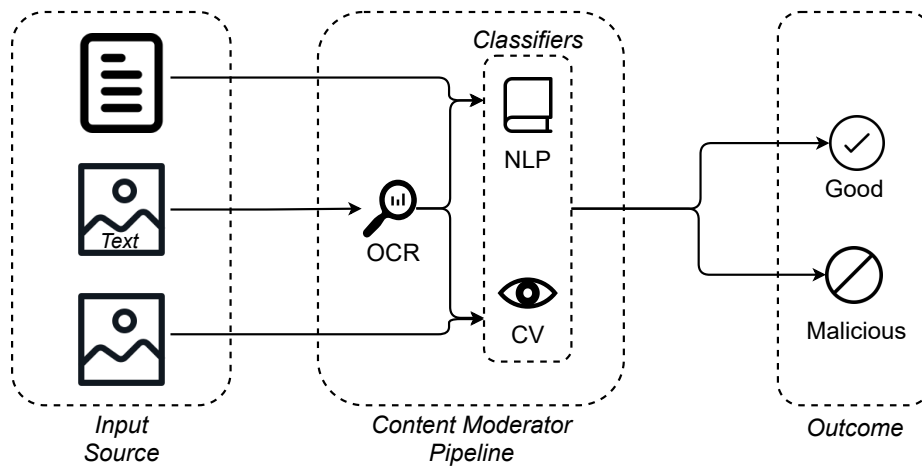 Classifiers
NLP
Text
OCR
CV
Good
Malicious
Input
Source
Content Moderator
Pipeline
Outcome